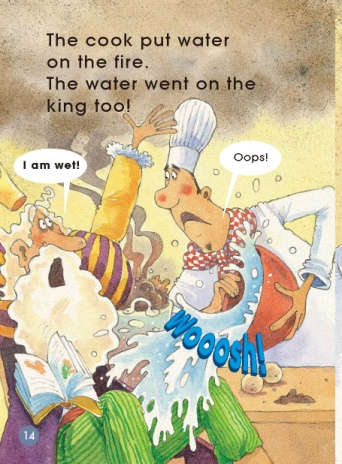 The cook put water
on the fire.
The water went on the
king too!
I am wet!
Oops!
Wooosh!
14